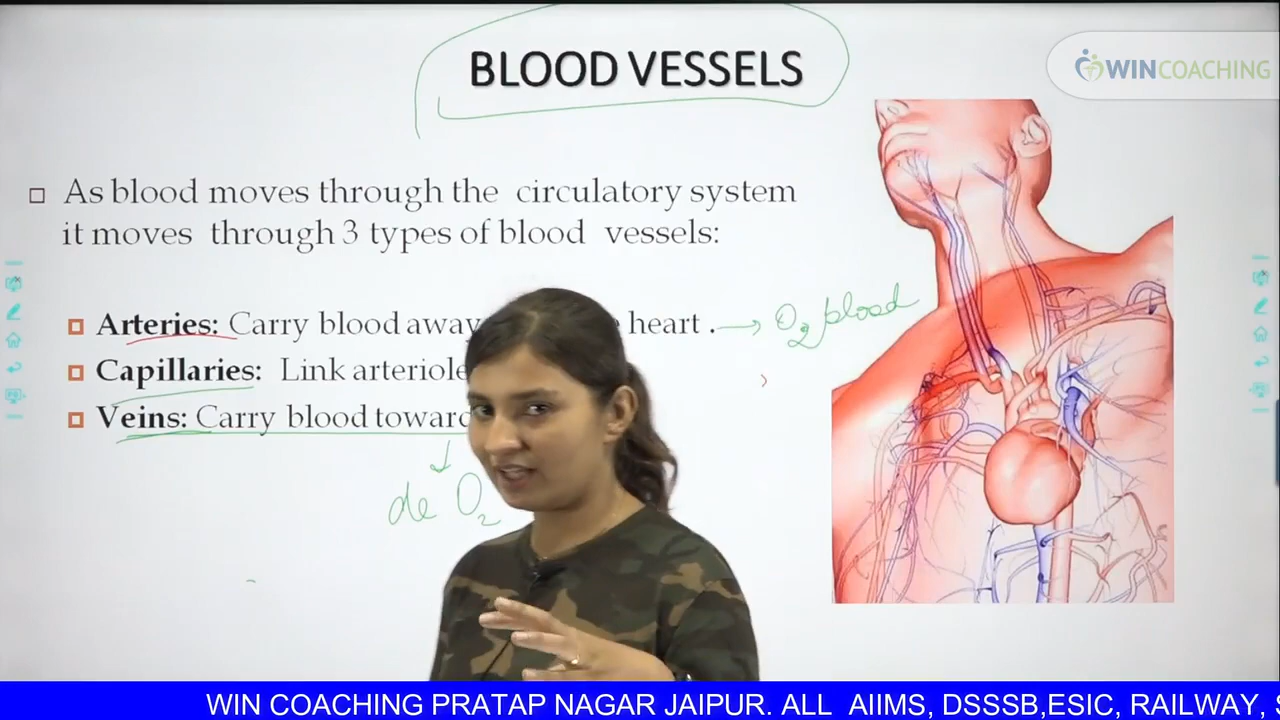 BLOOD VESSELS
WINCOACHING
As blood moves through the circulatory system
it moves through 3 types of blood vessels:
Arteries: Carry blood away heart . → O2 blood
Capillaries: Link
Veins: Carry blood
de O2
WIN COACHING PRATAP NAGAR JAIPUR. ALL AIIMS, DSSSB,ESIC, RAILWAY,